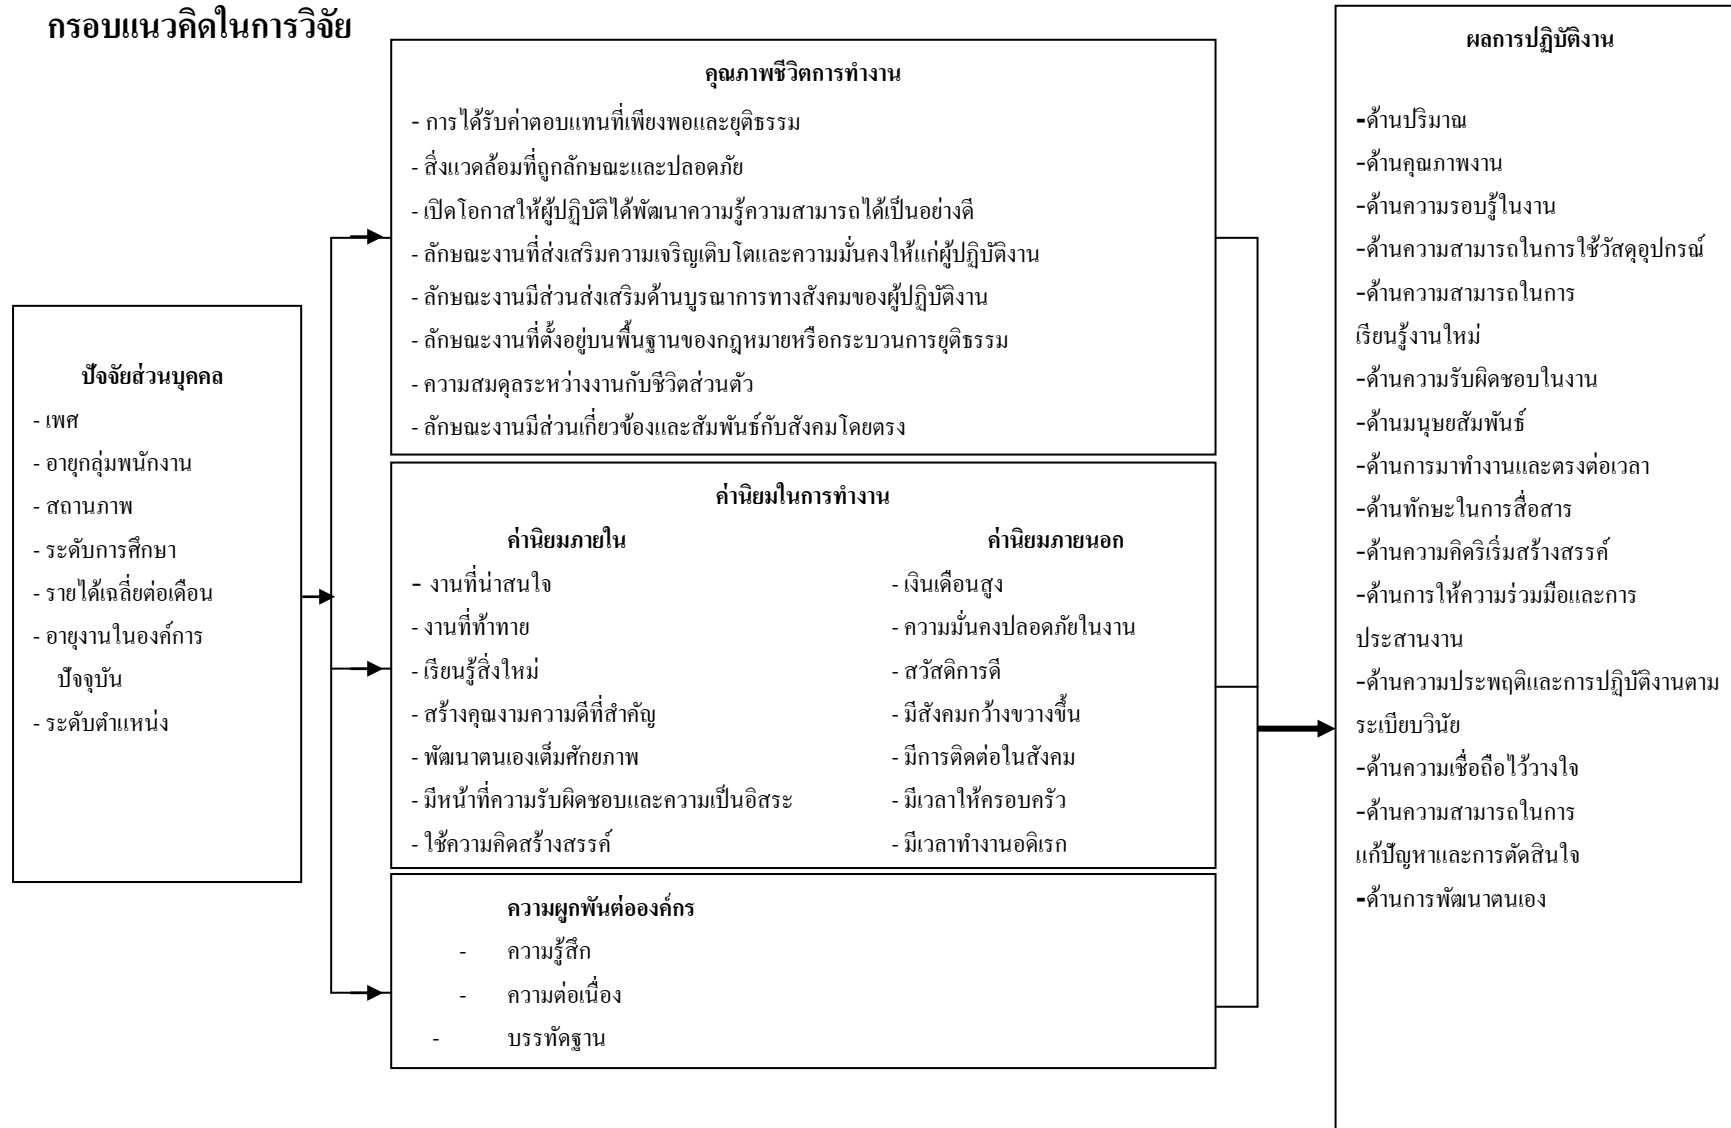 กรอบแนวคิดในการวิจัย
ปัจจัยส่วนบุคคล
- เพศ
- อายุกลุ่มพนักงาน
- สถานภาพ
- ระดับการศึกษา
- รายได้เฉลี่ยต่อเดือน
- อายุงานในองค์การ
ปัจจุบัน
- ระดับตำแหน่ง
คุณภาพชีวิตการทำงาน
- การได้รับค่าตอบแทนที่เพียงพอและยุติธรรม
- สิ่งแวดล้อมที่ถูกลักษณะและปลอดภัย
- เปิดโอกาสให้ผู้ปฏิบัติได้พัฒนาความรู้ความสามารถได้เป็นอย่างดี
- ลักษณะงานที่ส่งเสริมความเจริญเติบโตและความมั่นคงให้แก่ผู้ปฏิบัติงาน
- ลักษณะงานมีส่วนส่งเสริมด้านบูรณาการทางสังคมของผู้ปฏิบัติงาน
- ลักษณะงานที่ตั้งอยู่บนพื้นฐานของกฎหมายหรือกระบวนการยุติธรรม
- ความสมดุลระหว่างงานกับชีวิตส่วนตัว
- ลักษณะงานมีส่วนเกี่ยวข้องและสัมพันธ์กับสังคมโดยตรง
ค่านิยมในการทำงาน
ค่านิยมภายใน
- งานที่น่าสนใจ
- งานที่ท้าทาย
- เรียนรู้สิ่งใหม่
- สร้างคุณงามความดีที่สำคัญ
- พัฒนาตนเองเต็มศักยภาพ
- มีหน้าที่ความรับผิดชอบและความเป็นอิสระ
- ใช้ความคิดสร้างสรรค์
ค่านิยมภายนอก
- เงินเดือนสูง
- ความมั่นคงปลอดภัยในงาน
- สวัสดิการดี
- มีสังคมกว้างขวางขึ้น
- มีการติดต่อในสังคม
- มีเวลาให้ครอบครัว
- มีเวลาทำงานอดิเรก
ความผูกพันต่อองค์กร
- ความรู้สึก
- ความต่อเนื่อง
- บรรทัดฐาน
ผลการปฏิบัติงาน
-ด้านปริมาณ
-ด้านคุณภาพงาน
-ด้านความรอบรู้ในงาน
-ด้านความสามารถในการใช้วัสดุอุปกรณ์
-ด้านความสามารถในการ
เรียนรู้งานใหม่
-ด้านความรับผิดชอบในงาน
-ด้านมนุษยสัมพันธ์
-ด้านการมาทำงานและตรงต่อเวลา
-ด้านทักษะในการสื่อสาร
-ด้านความคิดริเริ่มสร้างสรรค์
-ด้านการให้ความร่วมมือและการ
ประสานงาน
-ด้านความประพฤติและการปฏิบัติงานตาม
ระเบียบวินัย
-ด้านความเชื่อถือไว้วางใจ
-ด้านความสามารถในการ
แก้ปัญหาและการตัดสินใจ
-ด้านการพัฒนาตนเอง